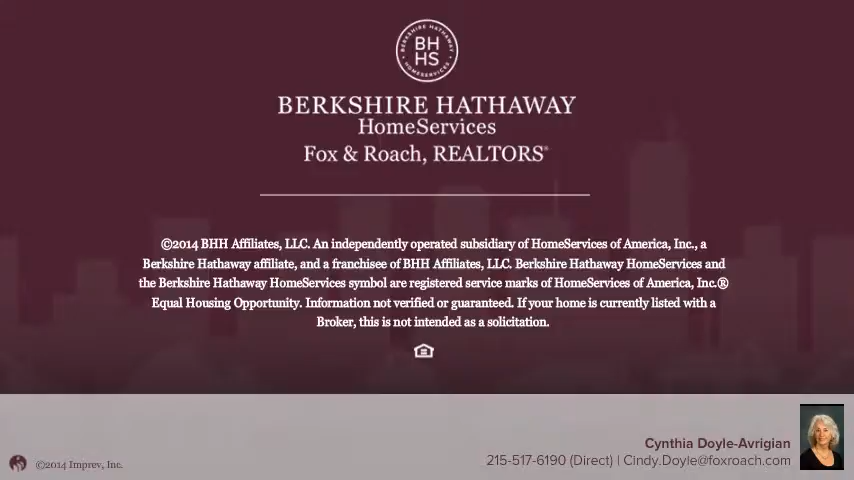 BERKSHIRE HATHAWAY
HOMESERVICES
BH
HS
BERKSHIRE HATHAWAY
HomeServices
Fox & Roach, REALTORS®
©2014 BHH Affiliates, LLC. An independently operated subsidiary of HomeServices of America, Inc., a
Berkshire Hathaway affiliate, and a franchisee of BHH Affiliates, LLC. Berkshire Hathaway HomeServices and
the Berkshire Hathaway HomeServices symbol are registered service marks of HomeServices of America, Inc.®
Equal Housing Opportunity. Information not verified or guaranteed. If your home is currently listed with a
Broker, this is not intended as a solicitation.
Cynthia Doyle-Avrigian
215-517-6190 (Direct) | Cindy.Doyle@foxroach.com
©2014 Imprev, Inc.